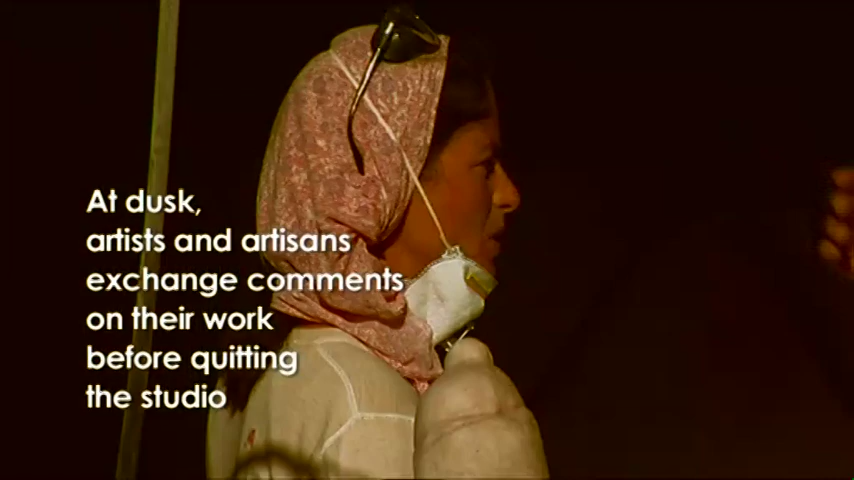 At dusk,
artists and artisans
exchange comments
on their work
before quitting
the studio